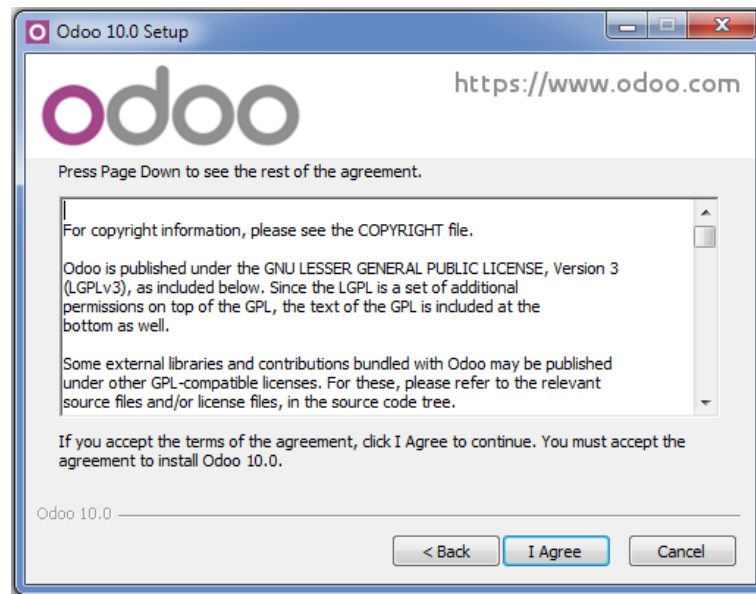 Odoo 10.0 Setup
odoo
https://www.odoo.com
Press Page Down to see the rest of the agreement.
For copyright information, please see the COPYRIGHT file.
Odoo is published under the GNU LESSER GENERAL PUBLIC LICENSE, Version 3
(LGPLv3), as included below. Since the LGPL is a set of additional
permissions on top of the GPL, the text of the GPL is included at the
bottom as well.
Some external libraries and contributions bundled with Odoo may be published
under other GPL-compatible licenses. For these, please refer to the relevant
source files and/or license files, in the source code tree.
If you accept the terms of the agreement, click I Agree to continue. You must accept the
agreement to install Odoo 10.0.
Odoo 10.0
< Back I Agree Cancel